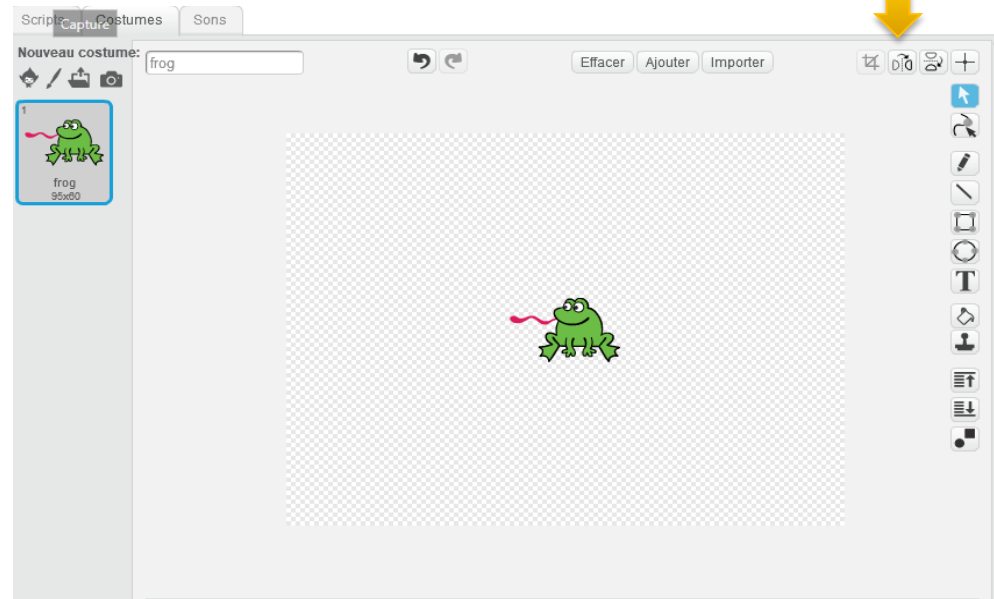 Scripts Costumes Sons
Capture
Nouveau costume:
frog
Effacer Ajouter Importer
1
frog
95x60
T